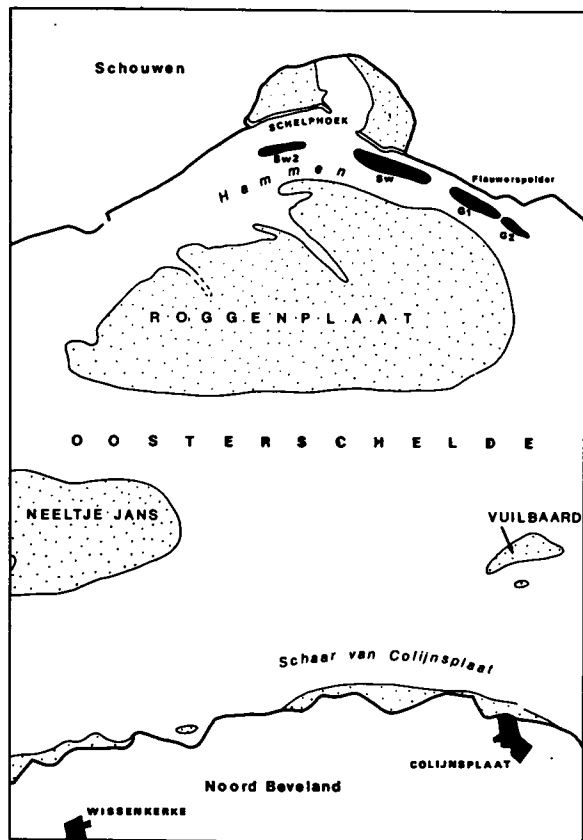 Schouwen
SCHELPHOEK
Sw2
Hammen
Sw
Flauwerspolder
G1
G2
ROGGENPLAAT
OOSTERSCHELDE
NEELTJE JANS
VUILBAARD
Schaar van Colijnsplaat
COLIJNSPLAAT
Noord Beveland
WISSENKERKE